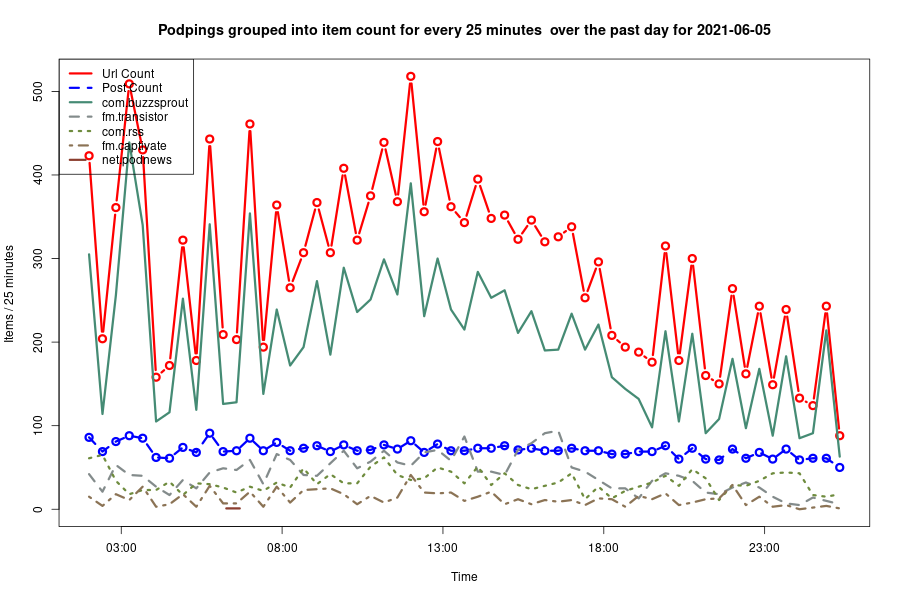 Podpings grouped into item count for every 25 minutes  over the past day for 2021-06-05
Url Count
Post Count
com.buzzsprout
fm.transistor
com.rss
fm.captivate
net.podnews
Items / 25 minutes
500
400
300
200
100
0
03:00
08:00
13:00
18:00
23:00
Time